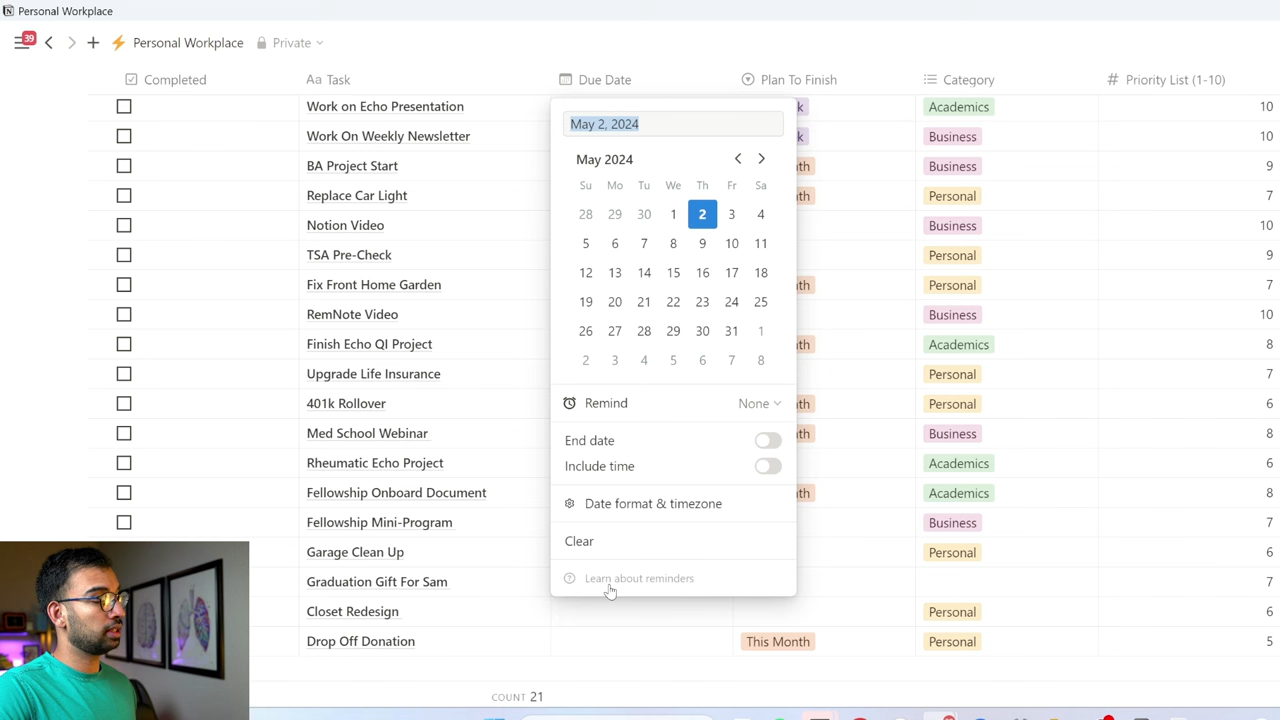 Personal Workplace
39 Personal Workplace Private
Completed Aa Task Due Date Plan To Finish Category # Priority List (1-10)
Work on Echo Presentation k Academics 10
May 2, 2024
Work On Weekly Newsletter k Business 10
May 2024
BA Project Start th Business 9
Su Mo Tu We Th Fr Sa
Replace Car Light th Personal 7
28 29 30 1 2 3 4
Notion Video Business 10
5 6 7 8 9 10 11
TSA Pre-Check Personal 9
12 13 14 15 16 17 18
Fix Front Home Garden th Personal 7
19 20 21 22 23 24 25
RemNote Video Business 10
26 27 28 29 30 31 1
Finish Echo QI Project th Academics 8
2 3 4 5 6 7 8
Upgrade Life Insurance Personal 7
401k Rollover th Personal 6
Remind None
Med School Webinar th Business 8
End date
Rheumatic Echo Project Academics 6
Include time
Fellowship Onboard Document th Academics 8
Date format & timezone
Fellowship Mini-Program Business 7
Clear
Garage Clean Up Personal 7
Learn about reminders
Graduation Gift For Sam 7
Closet Redesign Personal 6
Drop Off Donation This Month Personal 5
COUNT 21